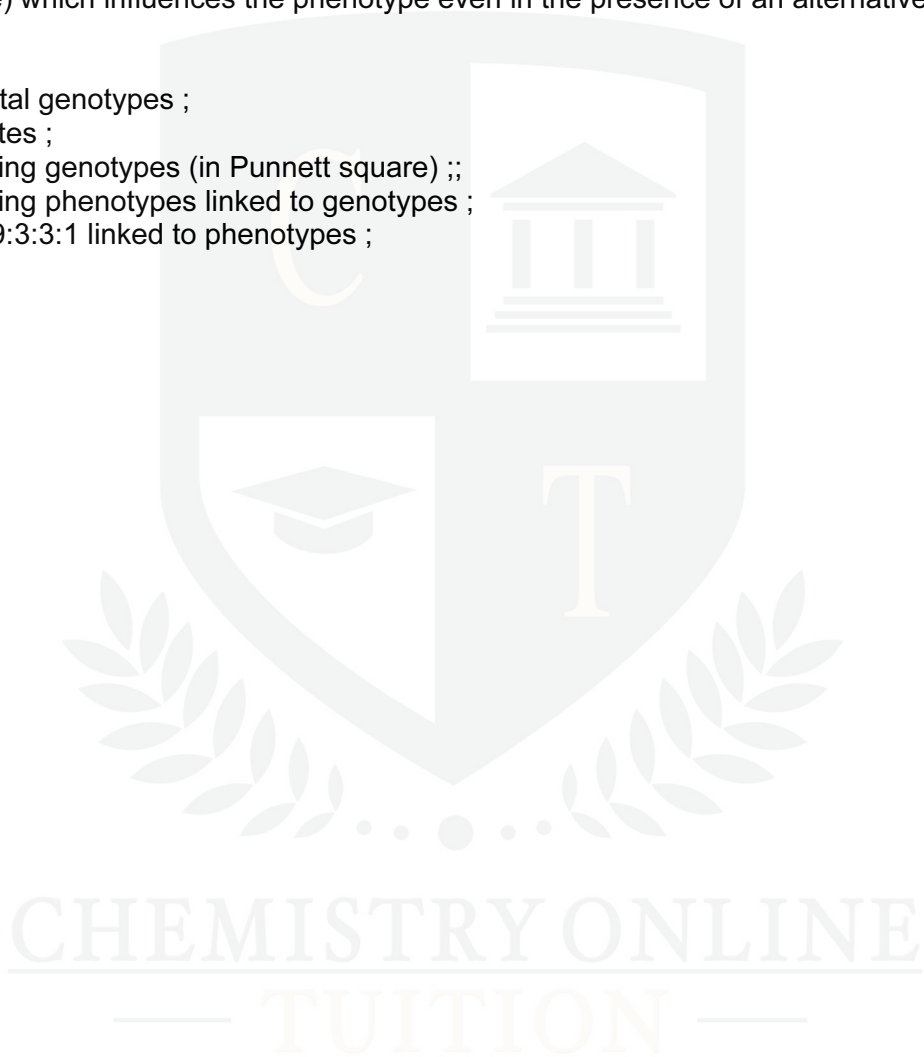 ) which influences the phenotype even in the presence of an alternative
tal genotypes ;
tes ;
ing genotypes (in Punnett square) ;;
ing phenotypes linked to genotypes ;
9:3:3:1 linked to phenotypes ;
C
T
CHEMISTRY ONLINE
— TUITION —